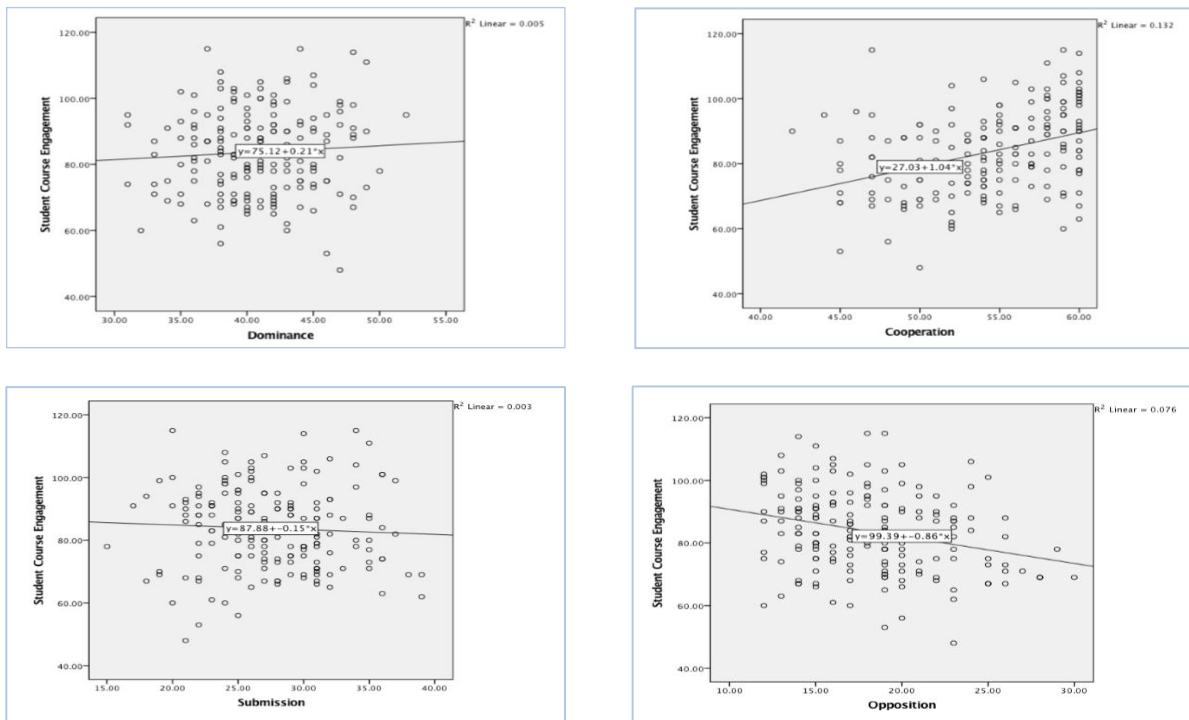 R² Linear = 0.005
120.00
100.00
80.00
60.00
40.00
Student Course Engagement
y=75.12+0.21*x
30.00 35.00 40.00 45.00 50.00 55.00
Dominance
R² Linear = 0.132
120.00
100.00
80.00
60.00
40.00
Student Course Engagement
y=27.03+1.04*x
40.00 45.00 50.00 55.00 60.00
Cooperation
R² Linear = 0.003
120.00
100.00
80.00
60.00
40.00
Student Course Engagement
y=87.88+-0.15*x
15.00 20.00 25.00 30.00 35.00 40.00
Submission
R² Linear = 0.076
120.00
100.00
80.00
60.00
40.00
Student Course Engagement
y=99.39+-0.86*x
10.00 15.00 20.00 25.00 30.00
Opposition